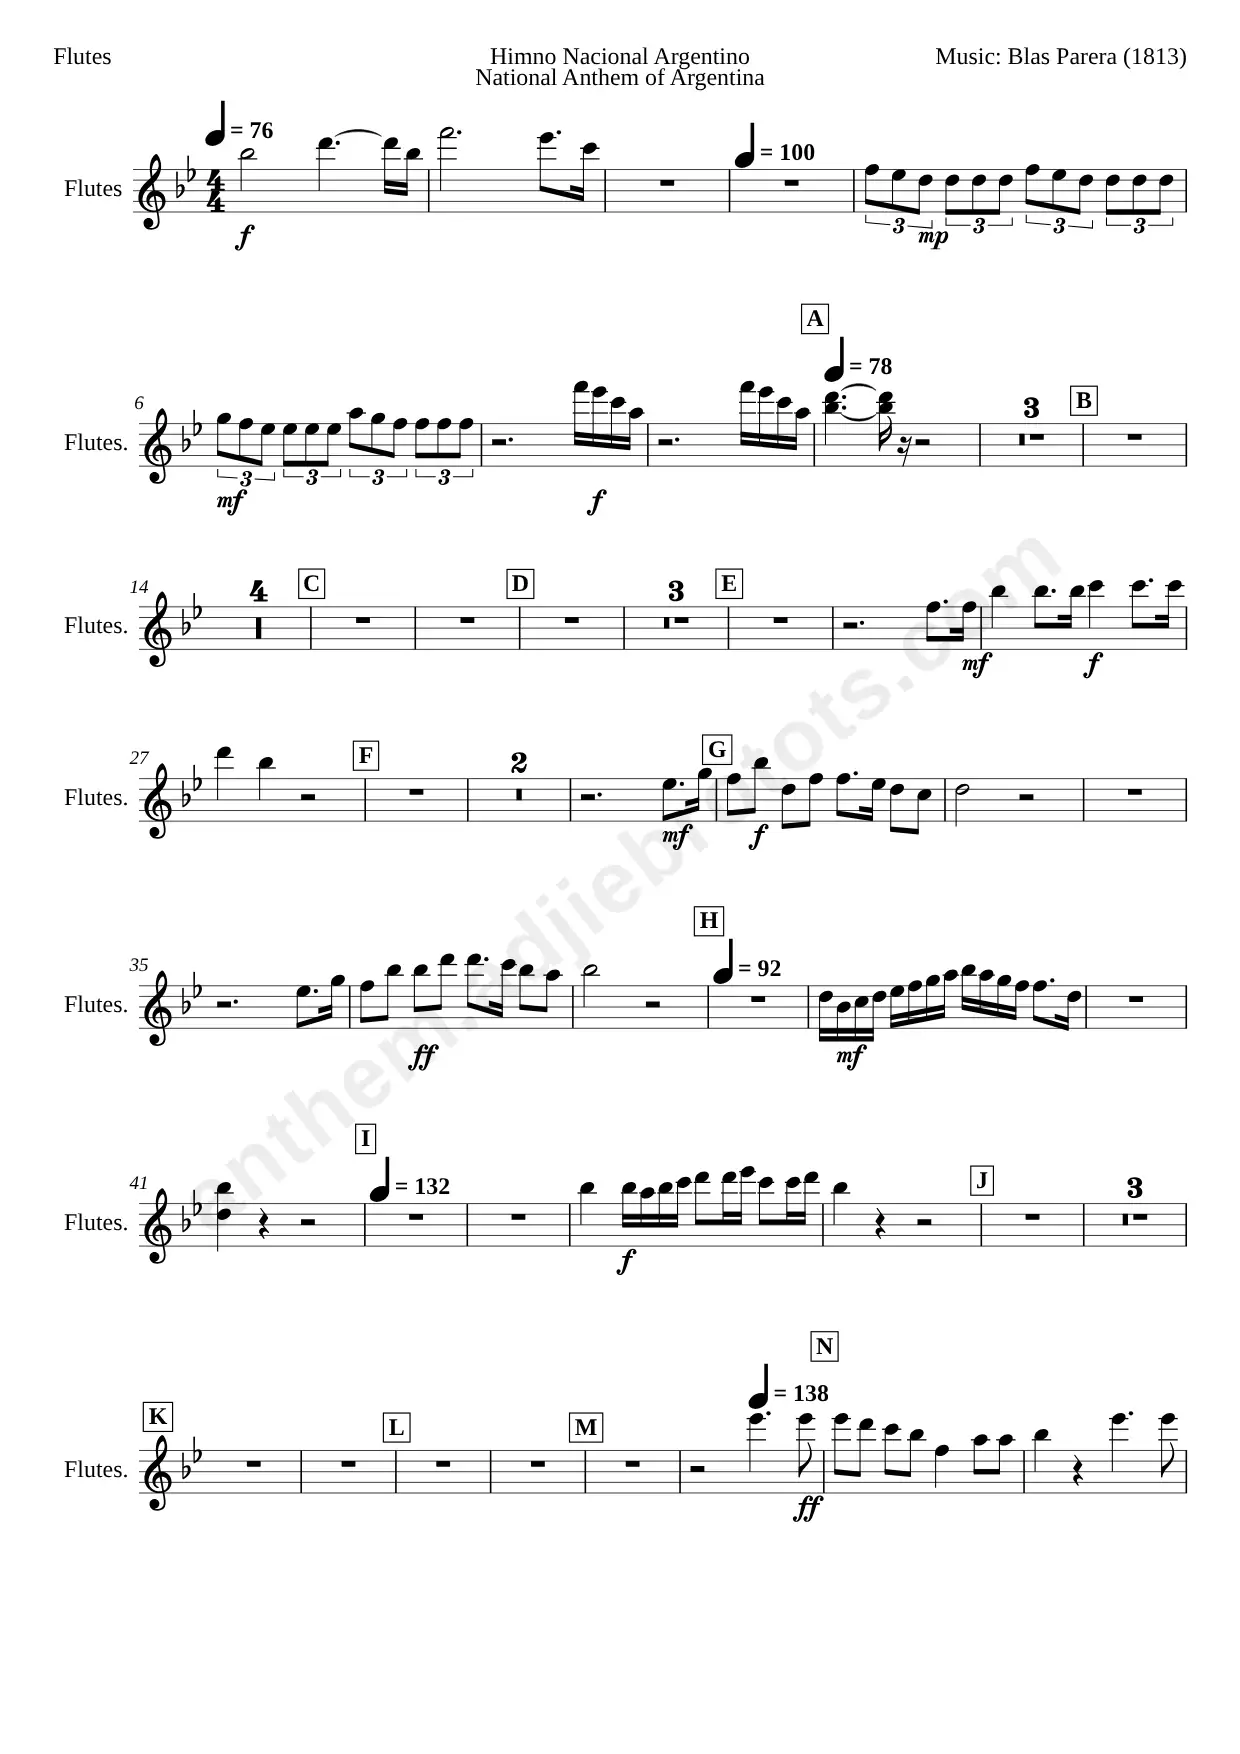 Flutes
Himno Nacional Argentino
Music: Blas Parera (1813)
National Anthem of Argentina
= 76
= 100
Flutes
f
3 3 3 3
mp
A
= 78
6
3
B
Flutes.
3 3 3 3
mf
f
14
4
C
D
3
E
Flutes.
mf
f
27
F
2
G
Flutes.
mf
f
H
35
= 92
Flutes.
ff
mf
I
41
= 132
J
3
Flutes.
f
N
= 138
K
L
M
Flutes.
ff
anthem.adjiebrotots.com